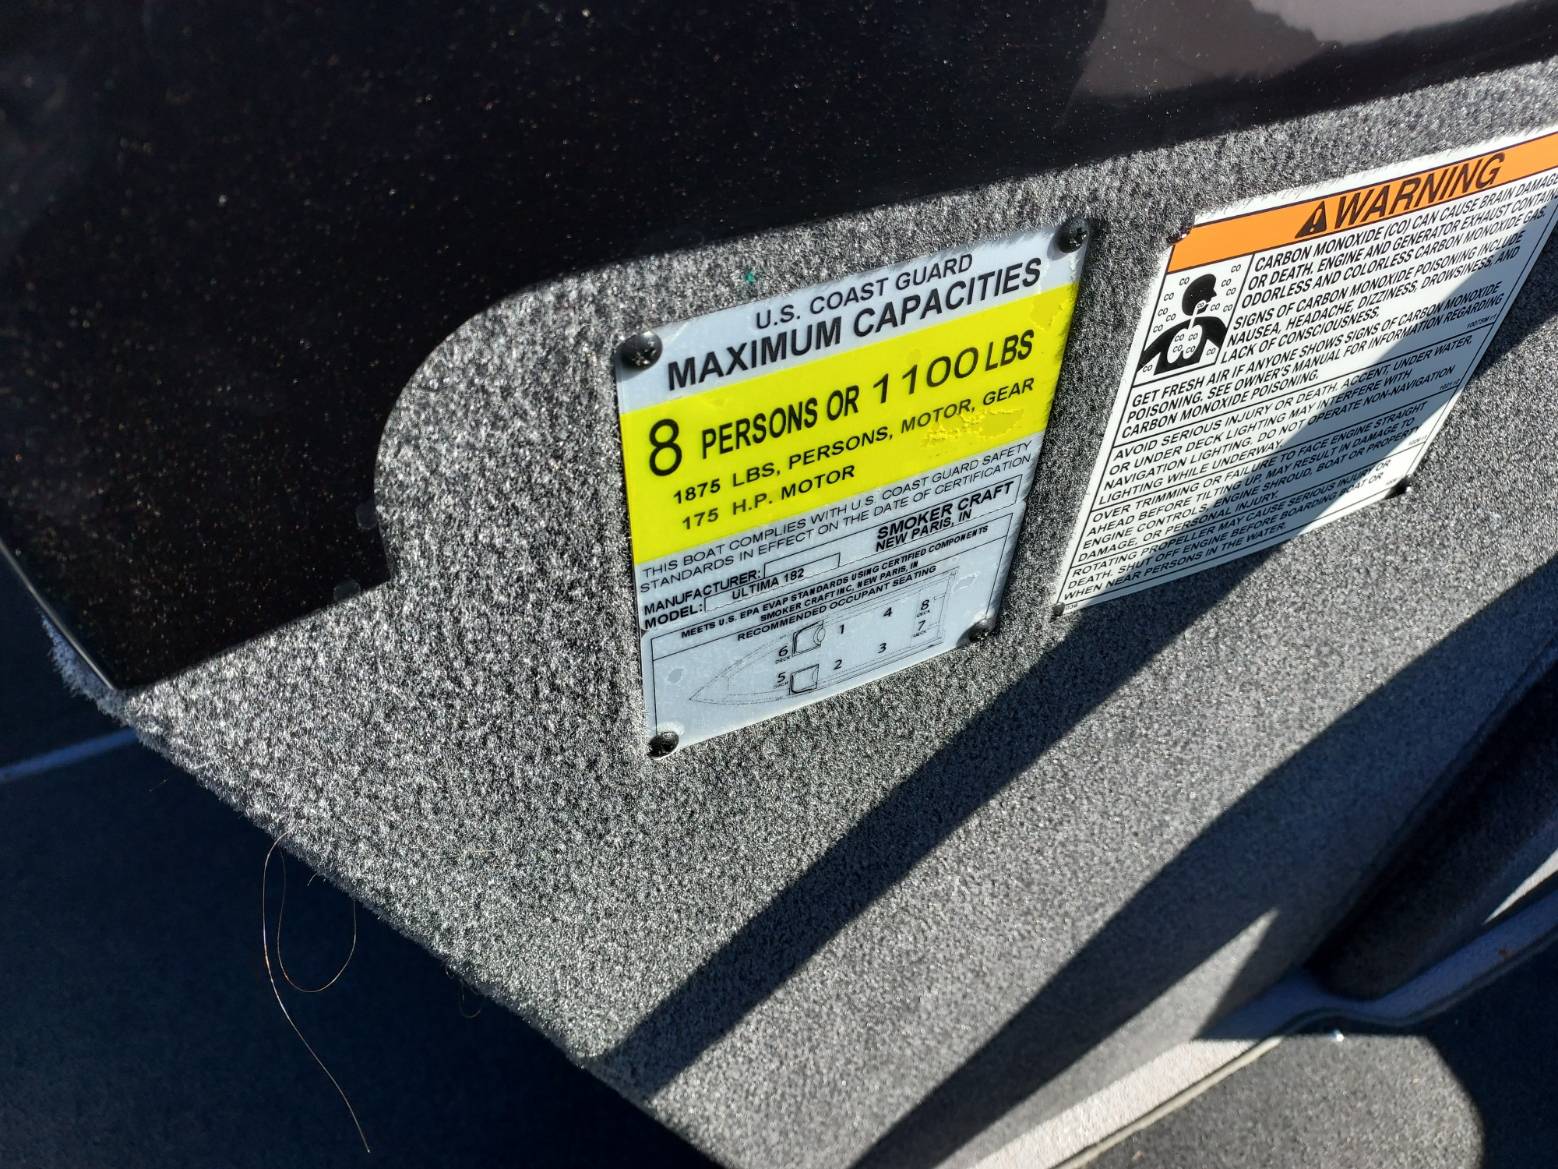 U.S. COAST GUARD
MAXIMUM CAPACITIES
8 PERSONS OR 1100 LBS
1875 LBS, PERSONS, MOTOR, GEAR
175 H.P. MOTOR
THIS BOAT COMPLIES WITH U.S. COAST GUARD SAFETY
STANDARDS IN EFFECT ON THE DATE OF CERTIFICATION
MANUFACTURER: SMOKER CRAFT
NEW PARIS, IN
MODEL: ULTIMA 182
MEETS U.S. EPA EVAP STANDARDS USING CERTIFIED COMPONENTS
SMOKER CRAFT INC, NEW PARIS, IN
RECOMMENDED OCCUPANT SEATING
6 1 4 8
5 2 3 7
WARNING
CARBON MONOXIDE (CO) CAN CAUSE BRAIN DAMAGE
OR DEATH. ENGINE AND GENERATOR EXHAUST CONTAIN
ODORLESS AND COLORLESS CARBON MONOXIDE GAS.
SIGNS OF CARBON MONOXIDE POISONING INCLUDE
NAUSEA, HEADACHE, DIZZINESS, DROWSINESS, AND
LACK OF CONSCIOUSNESS.
GET FRESH AIR IF ANYONE SHOWS SIGNS OF CARBON MONOXIDE
POISONING. SEE OWNER'S MANUAL FOR INFORMATION REGARDING
CARBON MONOXIDE POISONING.
AVOID SERIOUS INJURY OR DEATH. ACCENT, UNDER WATER,
OR UNDER DECK LIGHTING MAY INTERFERE WITH
NAVIGATION LIGHTING. DO NOT OPERATE NON-NAVIGATION
LIGHTING WHILE UNDERWAY.
OVER TRIMMING OR FAILURE TO FACE ENGINE STRAIGHT
AHEAD BEFORE TILTING UP, MAY RESULT IN DAMAGE TO
ENGINE CONTROLS, ENGINE SHROUD, BOAT OR PROPERTY
DAMAGE, OR PERSONAL INJURY.
ROTATING PROPELLER MAY CAUSE SERIOUS INJURY OR
DEATH. SHUT OFF ENGINE BEFORE BOARDING BOAT OR
WHEN NEAR PERSONS IN THE WATER.